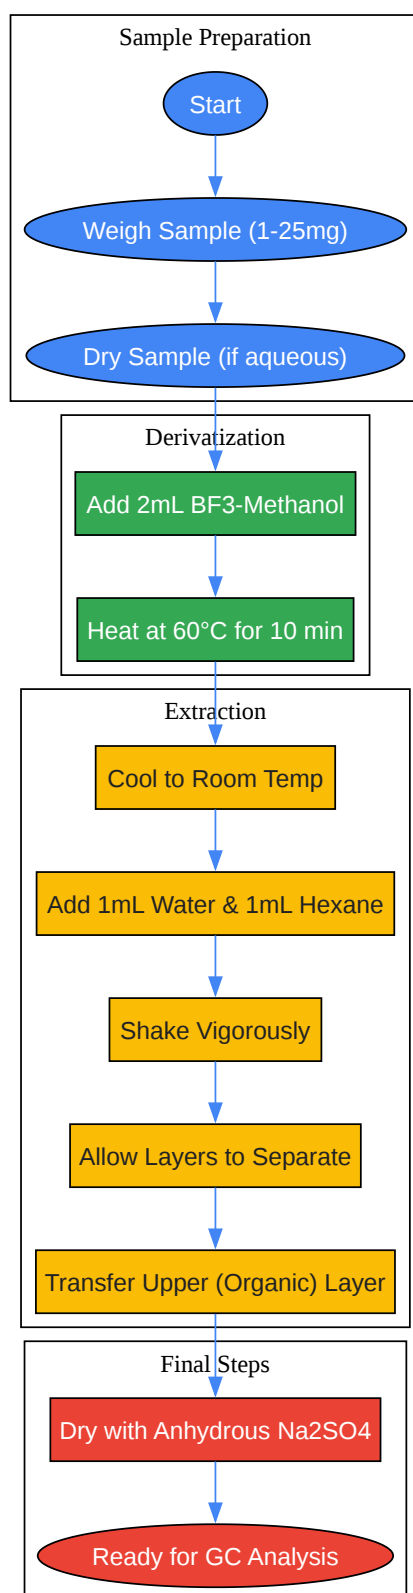 Sample Preparation
Start
Weigh Sample (1-25mg)
Dry Sample (if aqueous)
Derivatization
Add 2mL BF3-Methanol
Heat at 60°C for 10 min
Extraction
Cool to Room Temp
Add 1mL Water & 1mL Hexane
Shake Vigorously
Allow Layers to Separate
Transfer Upper (Organic) Layer
Final Steps
Dry with Anhydrous Na2SO4
Ready for GC Analysis